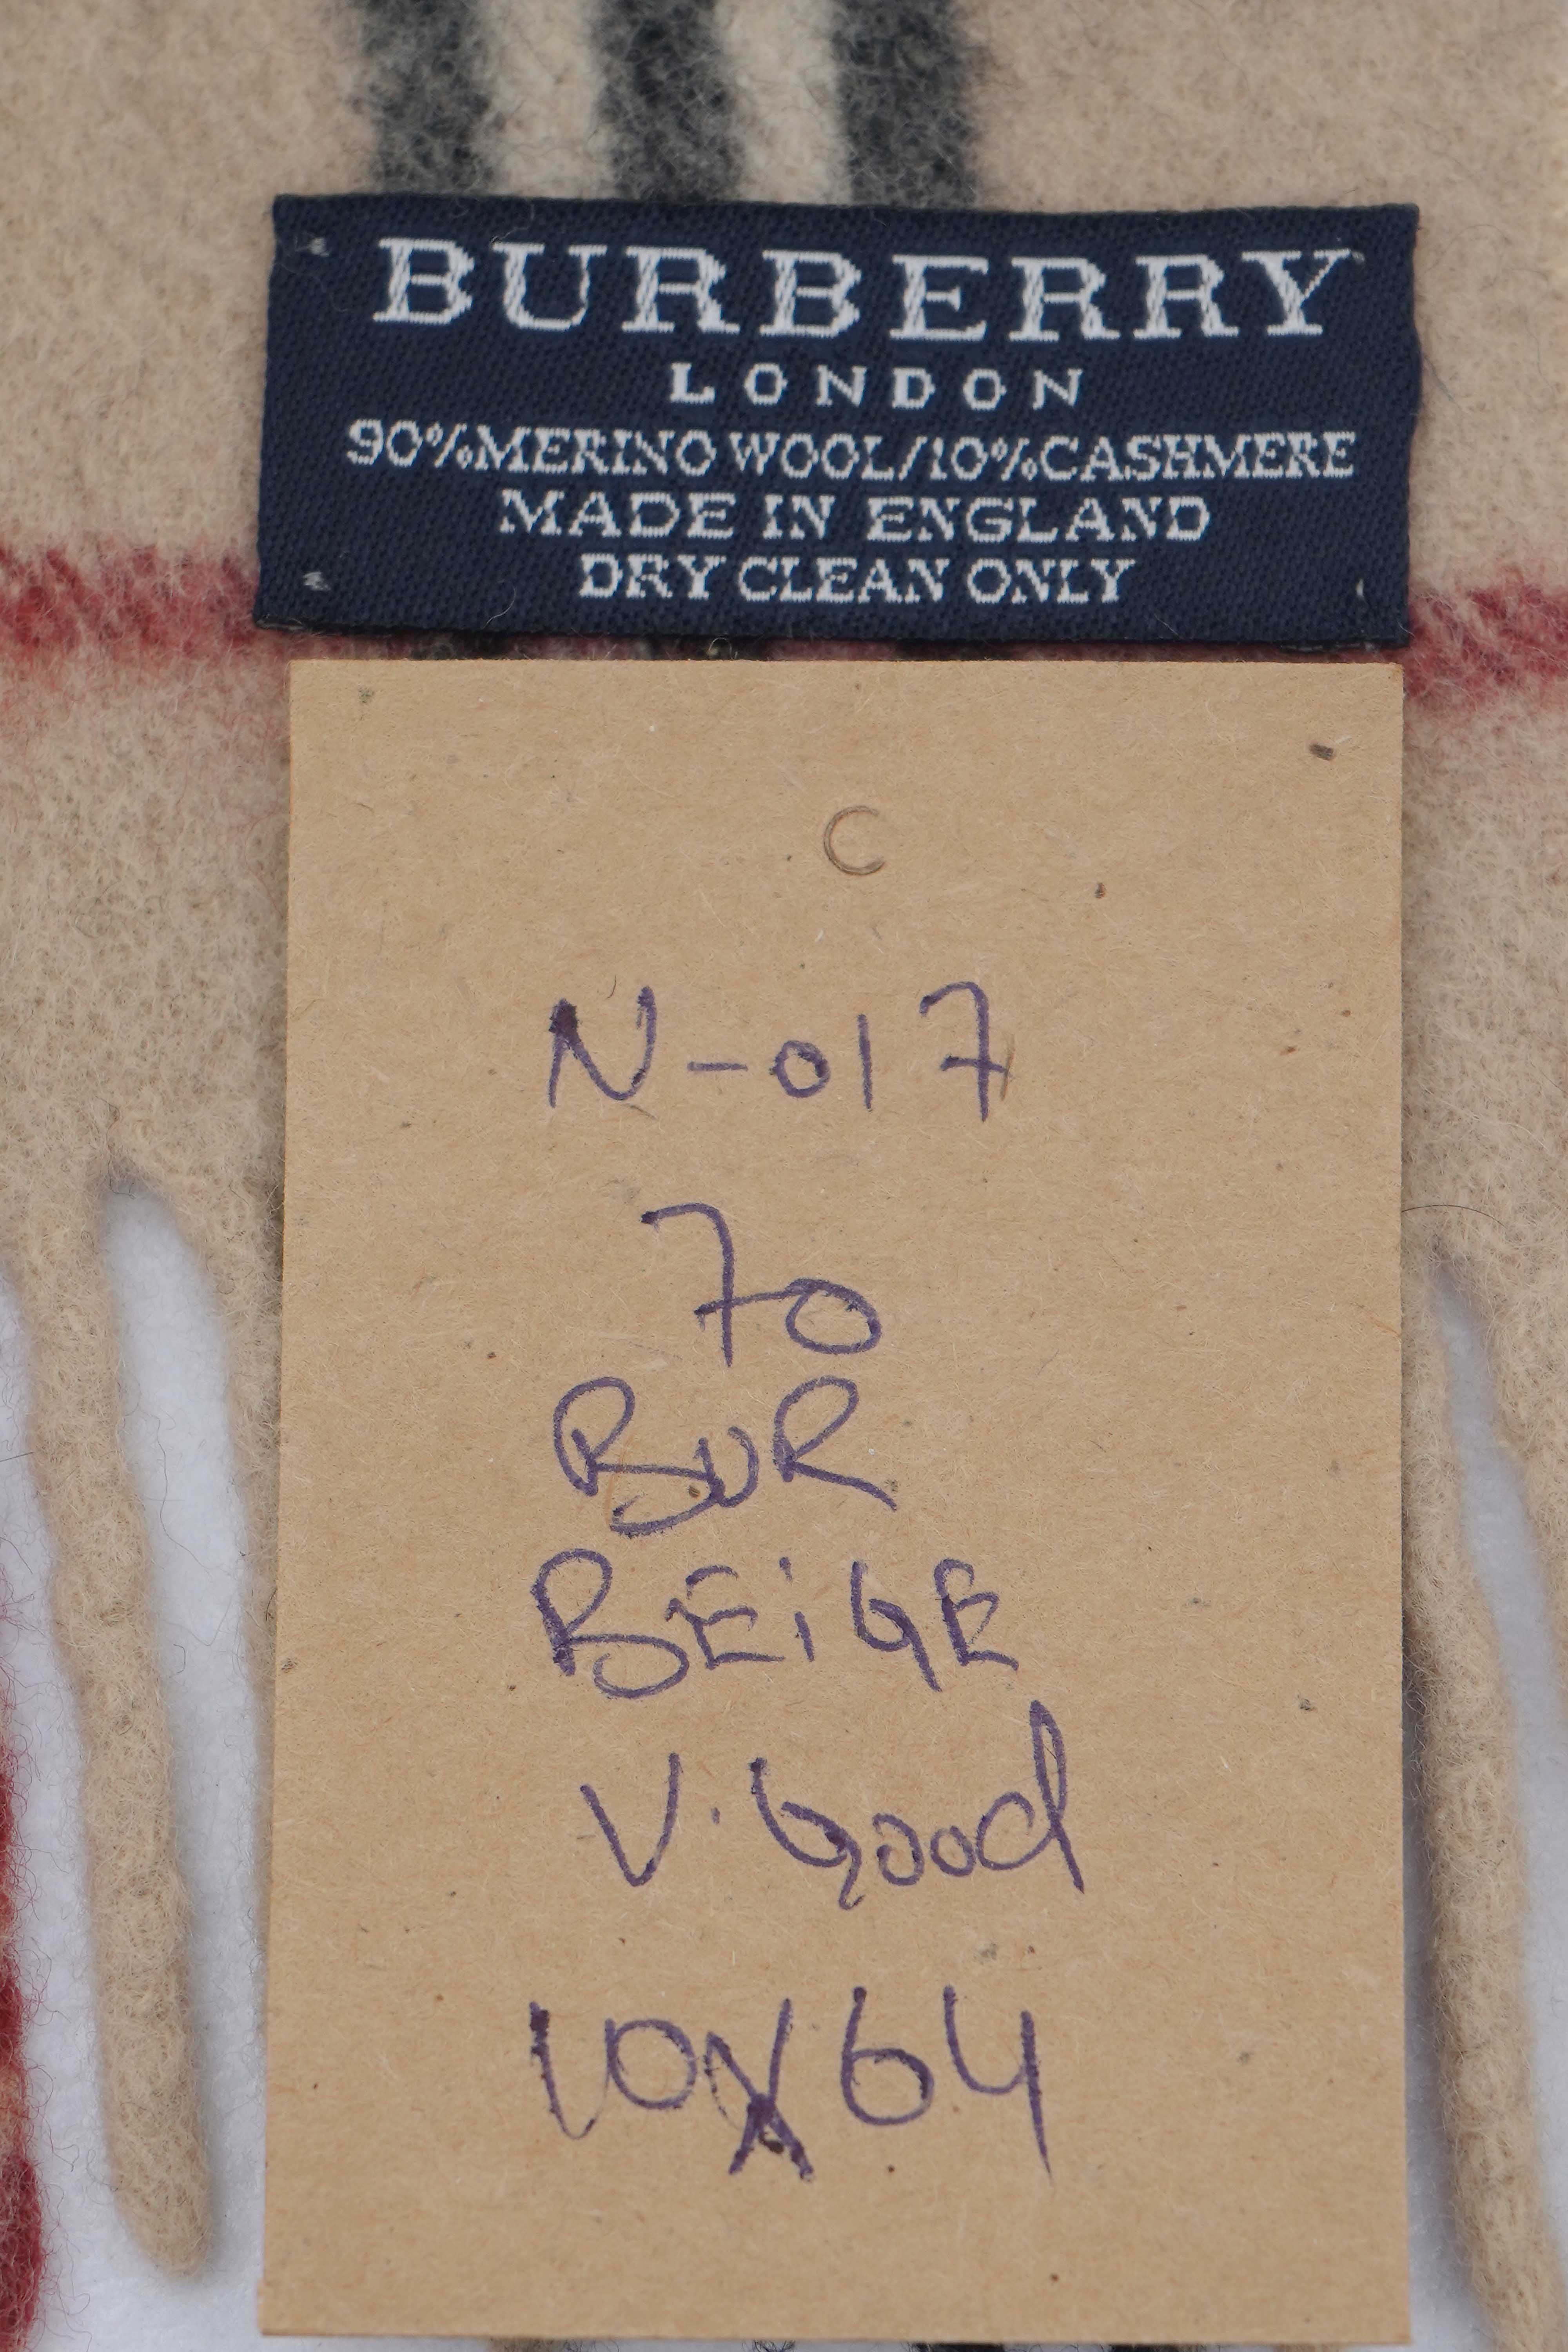 BURBERRY
LONDON
90%MERINO WOOL/10%CASHMERE
MADE IN ENGLAND
DRY CLEAN ONLY
N-017
70
BUR
BEiGE
V.Good
10X64